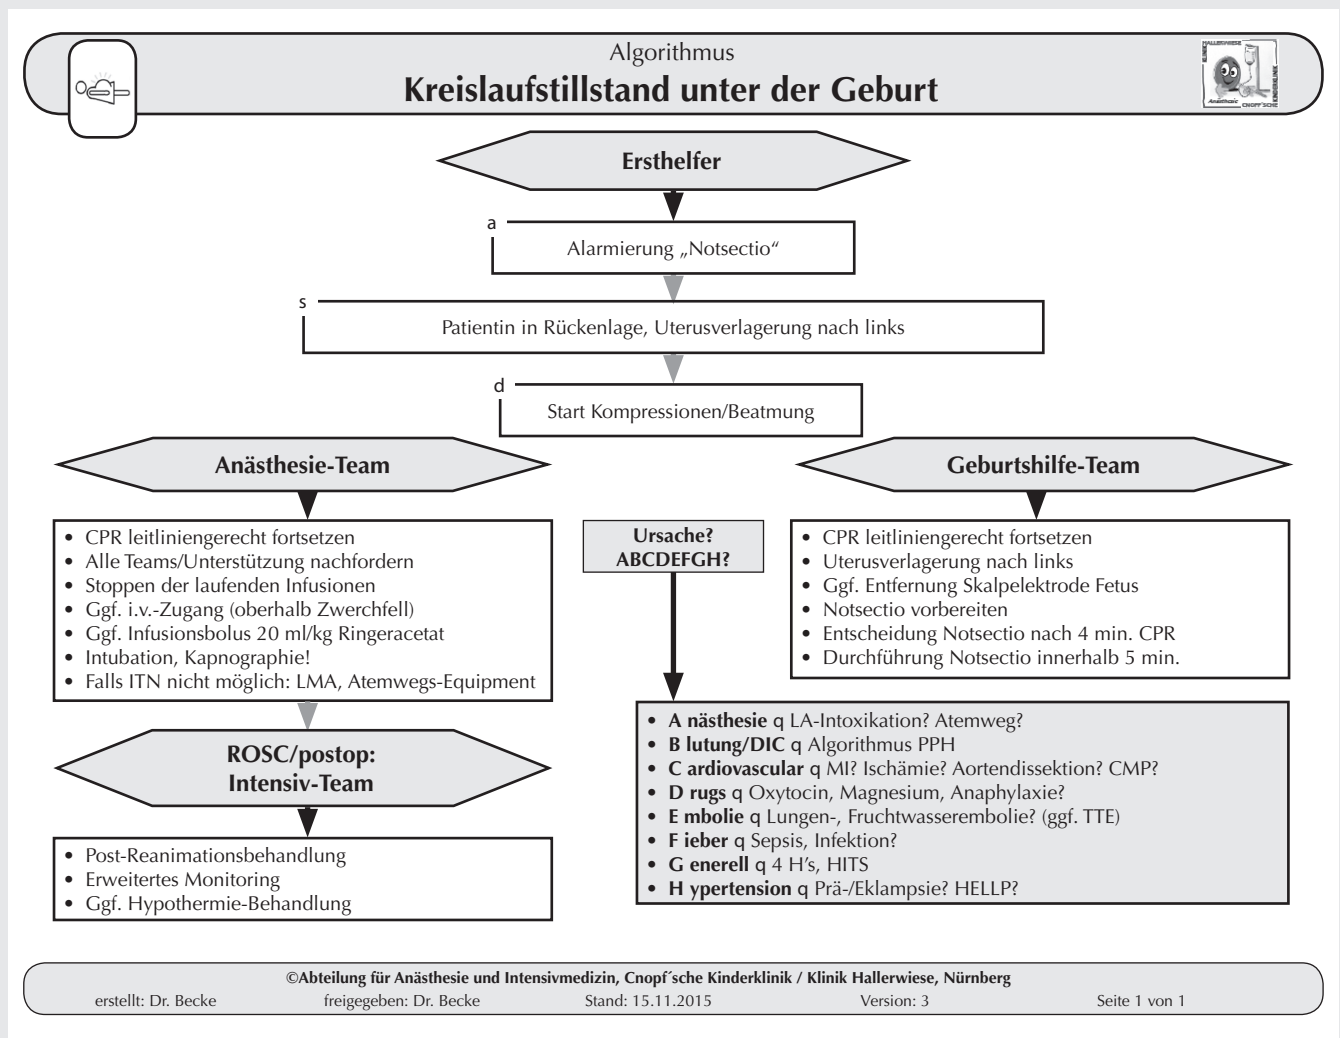 Algorithmus
Kreislaufstillstand unter der Geburt
KLINIK HALLERWIESE
Anästhesie
CNOPF'SCHE KINDERKLINIK
Ersthelfer
a
Alarmierung „Notsectio“
s
Patientin in Rückenlage, Uterusverlagerung nach links
d
Start Kompressionen/Beatmung
Anästhesie-Team
• CPR leitliniengerecht fortsetzen
• Alle Teams/Unterstützung nachfordern
• Stoppen der laufenden Infusionen
• Ggf. i.v.-Zugang (oberhalb Zwerchfell)
• Ggf. Infusionsbolus 20 ml/kg Ringeracetat
• Intubation, Kapnographie!
• Falls ITN nicht möglich: LMA, Atemwegs-Equipment
ROSC/postop:
Intensiv-Team
• Post-Reanimationsbehandlung
• Erweitertes Monitoring
• Ggf. Hypothermie-Behandlung
Ursache?
ABCDEFGH?
Geburtshilfe-Team
• CPR leitliniengerecht fortsetzen
• Uterusverlagerung nach links
• Ggf. Entfernung Skalpelektrode Fetus
• Notsectio vorbereiten
• Entscheidung Notsectio nach 4 min. CPR
• Durchführung Notsectio innerhalb 5 min.
• A nästhesie q LA-Intoxikation? Atemweg?
• B lutung/DIC q Algorithmus PPH
• C ardiovascular q MI? Ischämie? Aortendissektion? CMP?
• D rugs q Oxytocin, Magnesium, Anaphylaxie?
• E mbolie q Lungen-, Fruchtwasserembolie? (ggf. TTE)
• F ieber q Sepsis, Infektion?
• G enerell q 4 H's, HITS
• H ypertension q Prä-/Eklampsie? HELLP?
©Abteilung für Anästhesie und Intensivmedizin, Cnopf´sche Kinderklinik / Klinik Hallerwiese, Nürnberg
erstellt: Dr. Becke freigegeben: Dr. Becke Stand: 15.11.2015 Version: 3 Seite 1 von 1